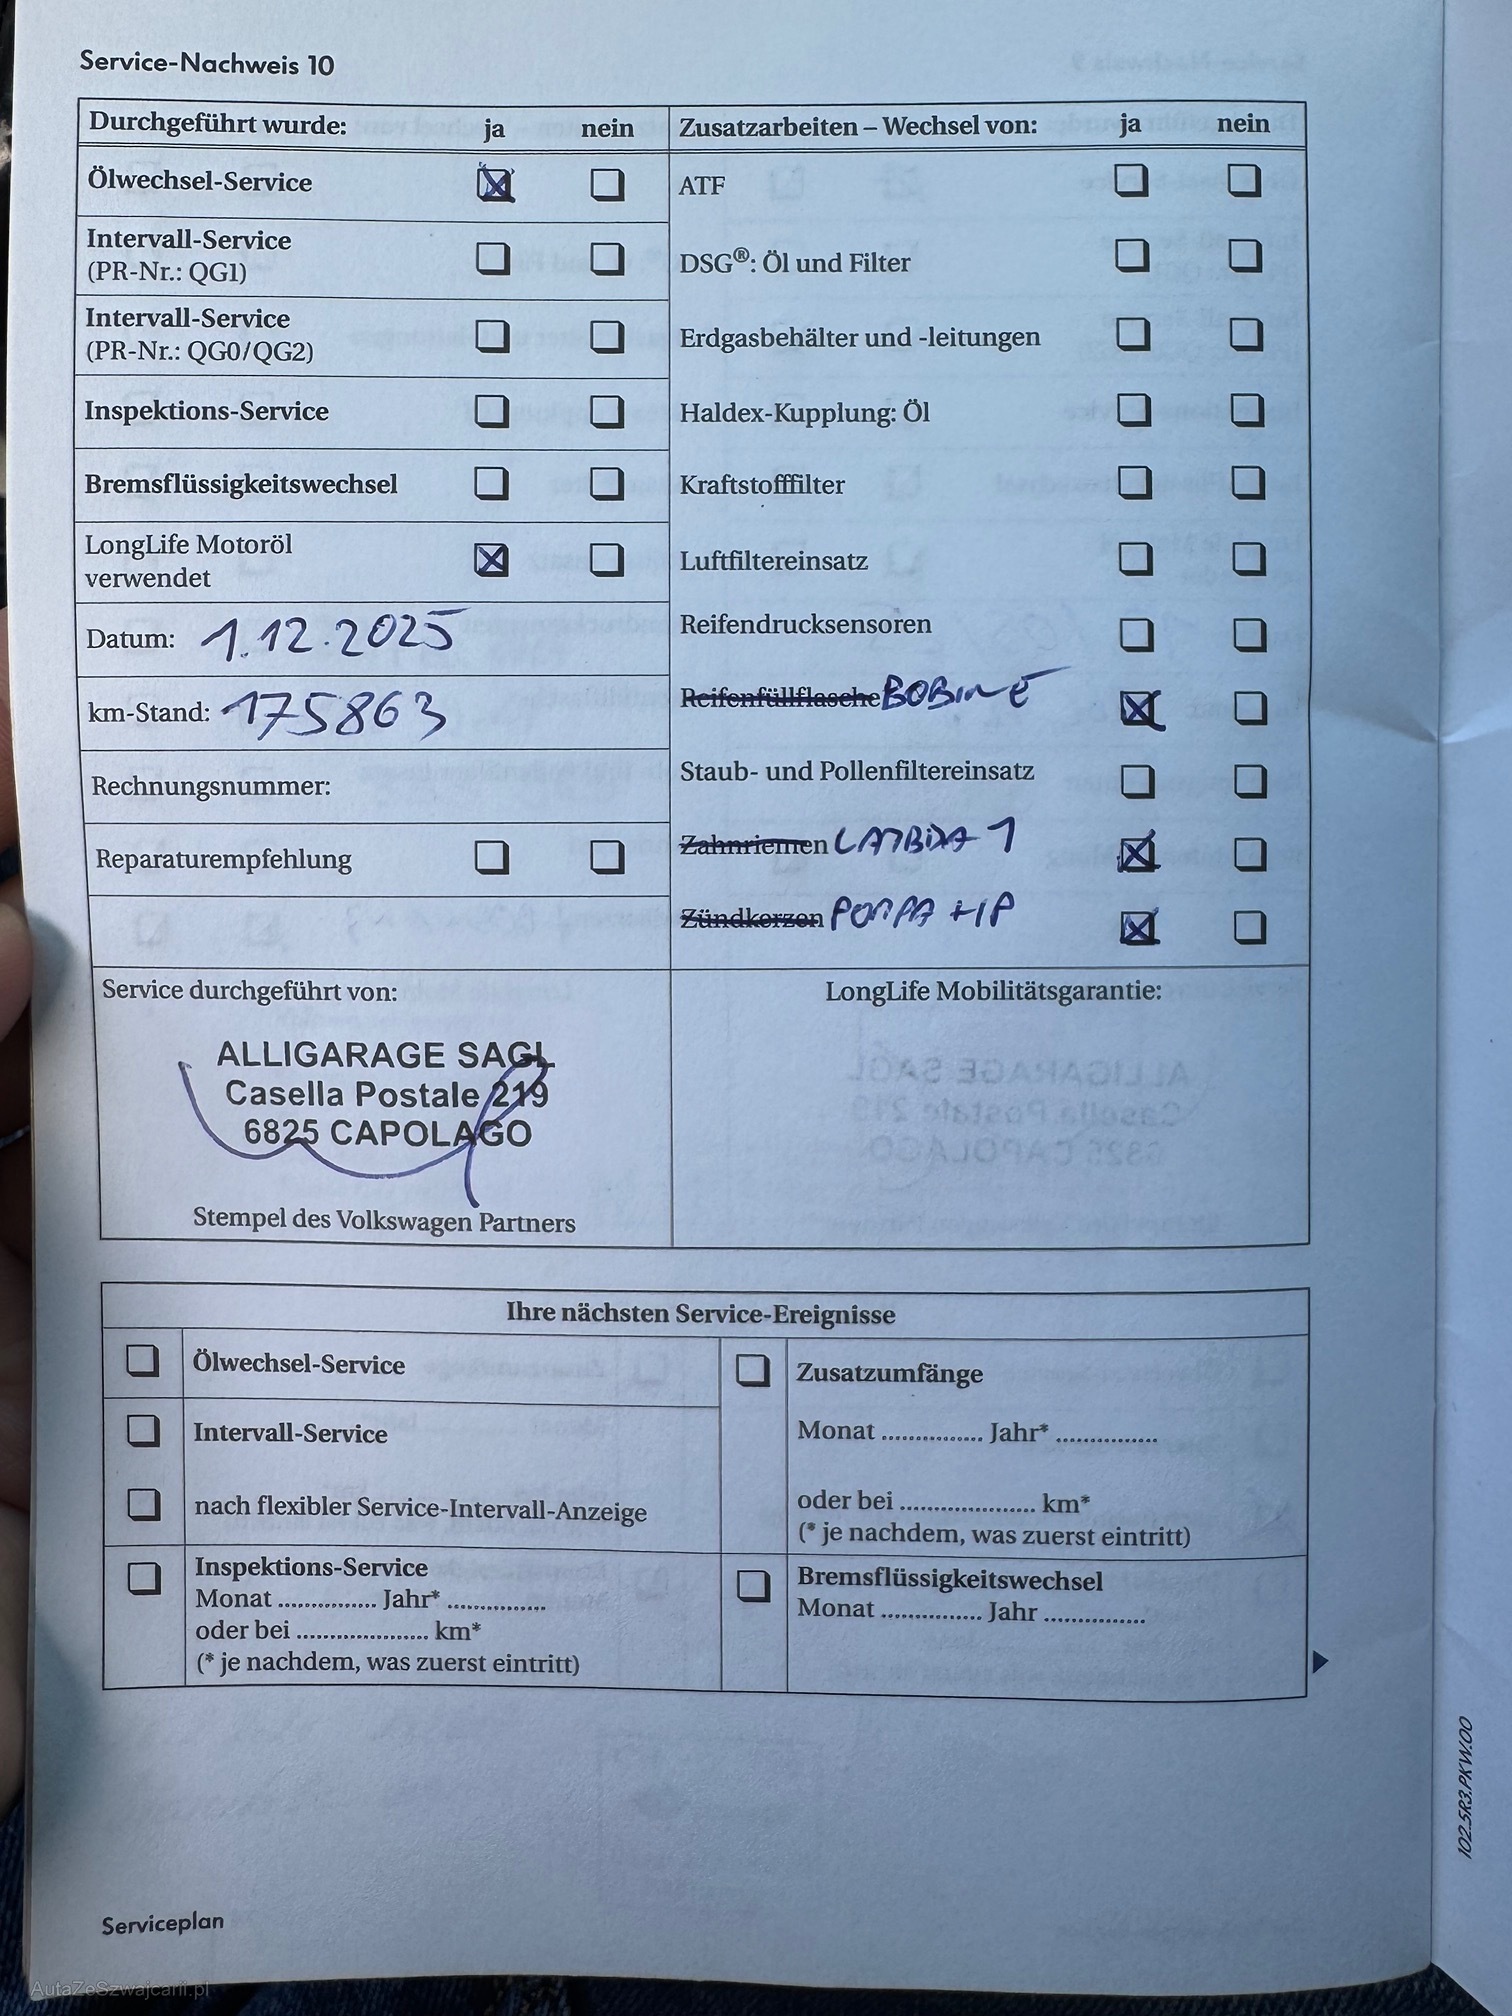 Service-Nachweis 10
Durchgeführt wurde: ja nein
Ölwechsel-Service
Intervall-Service
(PR-Nr.: QG1)
Intervall-Service
(PR-Nr.: QG0/QG2)
Inspektions-Service
Bremsflüssigkeitswechsel
LongLife Motoröl
verwendet
Datum: 1.12.2025
km-Stand: 175863
Rechnungsnummer:
Reparaturempfehlung
Zusatzarbeiten – Wechsel von: ja nein
ATF
DSG®: Öl und Filter
Erdgasbehälter und -leitungen
Haldex-Kupplung: Öl
Kraftstofffilter
Luftfiltereinsatz
Reifendrucksensoren
Reifenfüllflasche BOBINE
Staub- und Pollenfiltereinsatz
Zahnriemen 1
Zündkerzen POMPA
Service durchgeführt von:
ALLIGARAGE SAGL
Casella Postale 219
6825 CAPOLAGO
Stempel des Volkswagen Partners
LongLife Mobilitätsgarantie:
Ihre nächsten Service-Ereignisse
Ölwechsel-Service
Intervall-Service
nach flexibler Service-Intervall-Anzeige
Inspektions-Service
Monat ............... Jahr* ...............
oder bei .................... km*
(* je nachdem, was zuerst eintritt)
Zusatzumfänge
Monat ............... Jahr* ...............
oder bei .................... km*
(* je nachdem, was zuerst eintritt)
Bremsflüssigkeitswechsel
Monat ............... Jahr ...............
102.5R3.PKW.00
Serviceplan
AutaZeSzwajcarii.pl